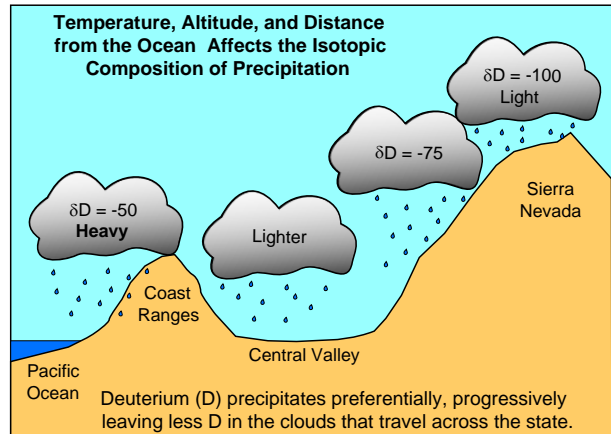 Temperature, Altitude, and Distance
from the Ocean Affects the Isotopic
Composition of Precipitation
δD = -100
Light
δD = -75
δD = -50
Heavy
Lighter
Sierra
Nevada
Coast
Ranges
Central Valley
Pacific
Ocean
Deuterium (D) precipitates preferentially, progressively
leaving less D in the clouds that travel across the state.